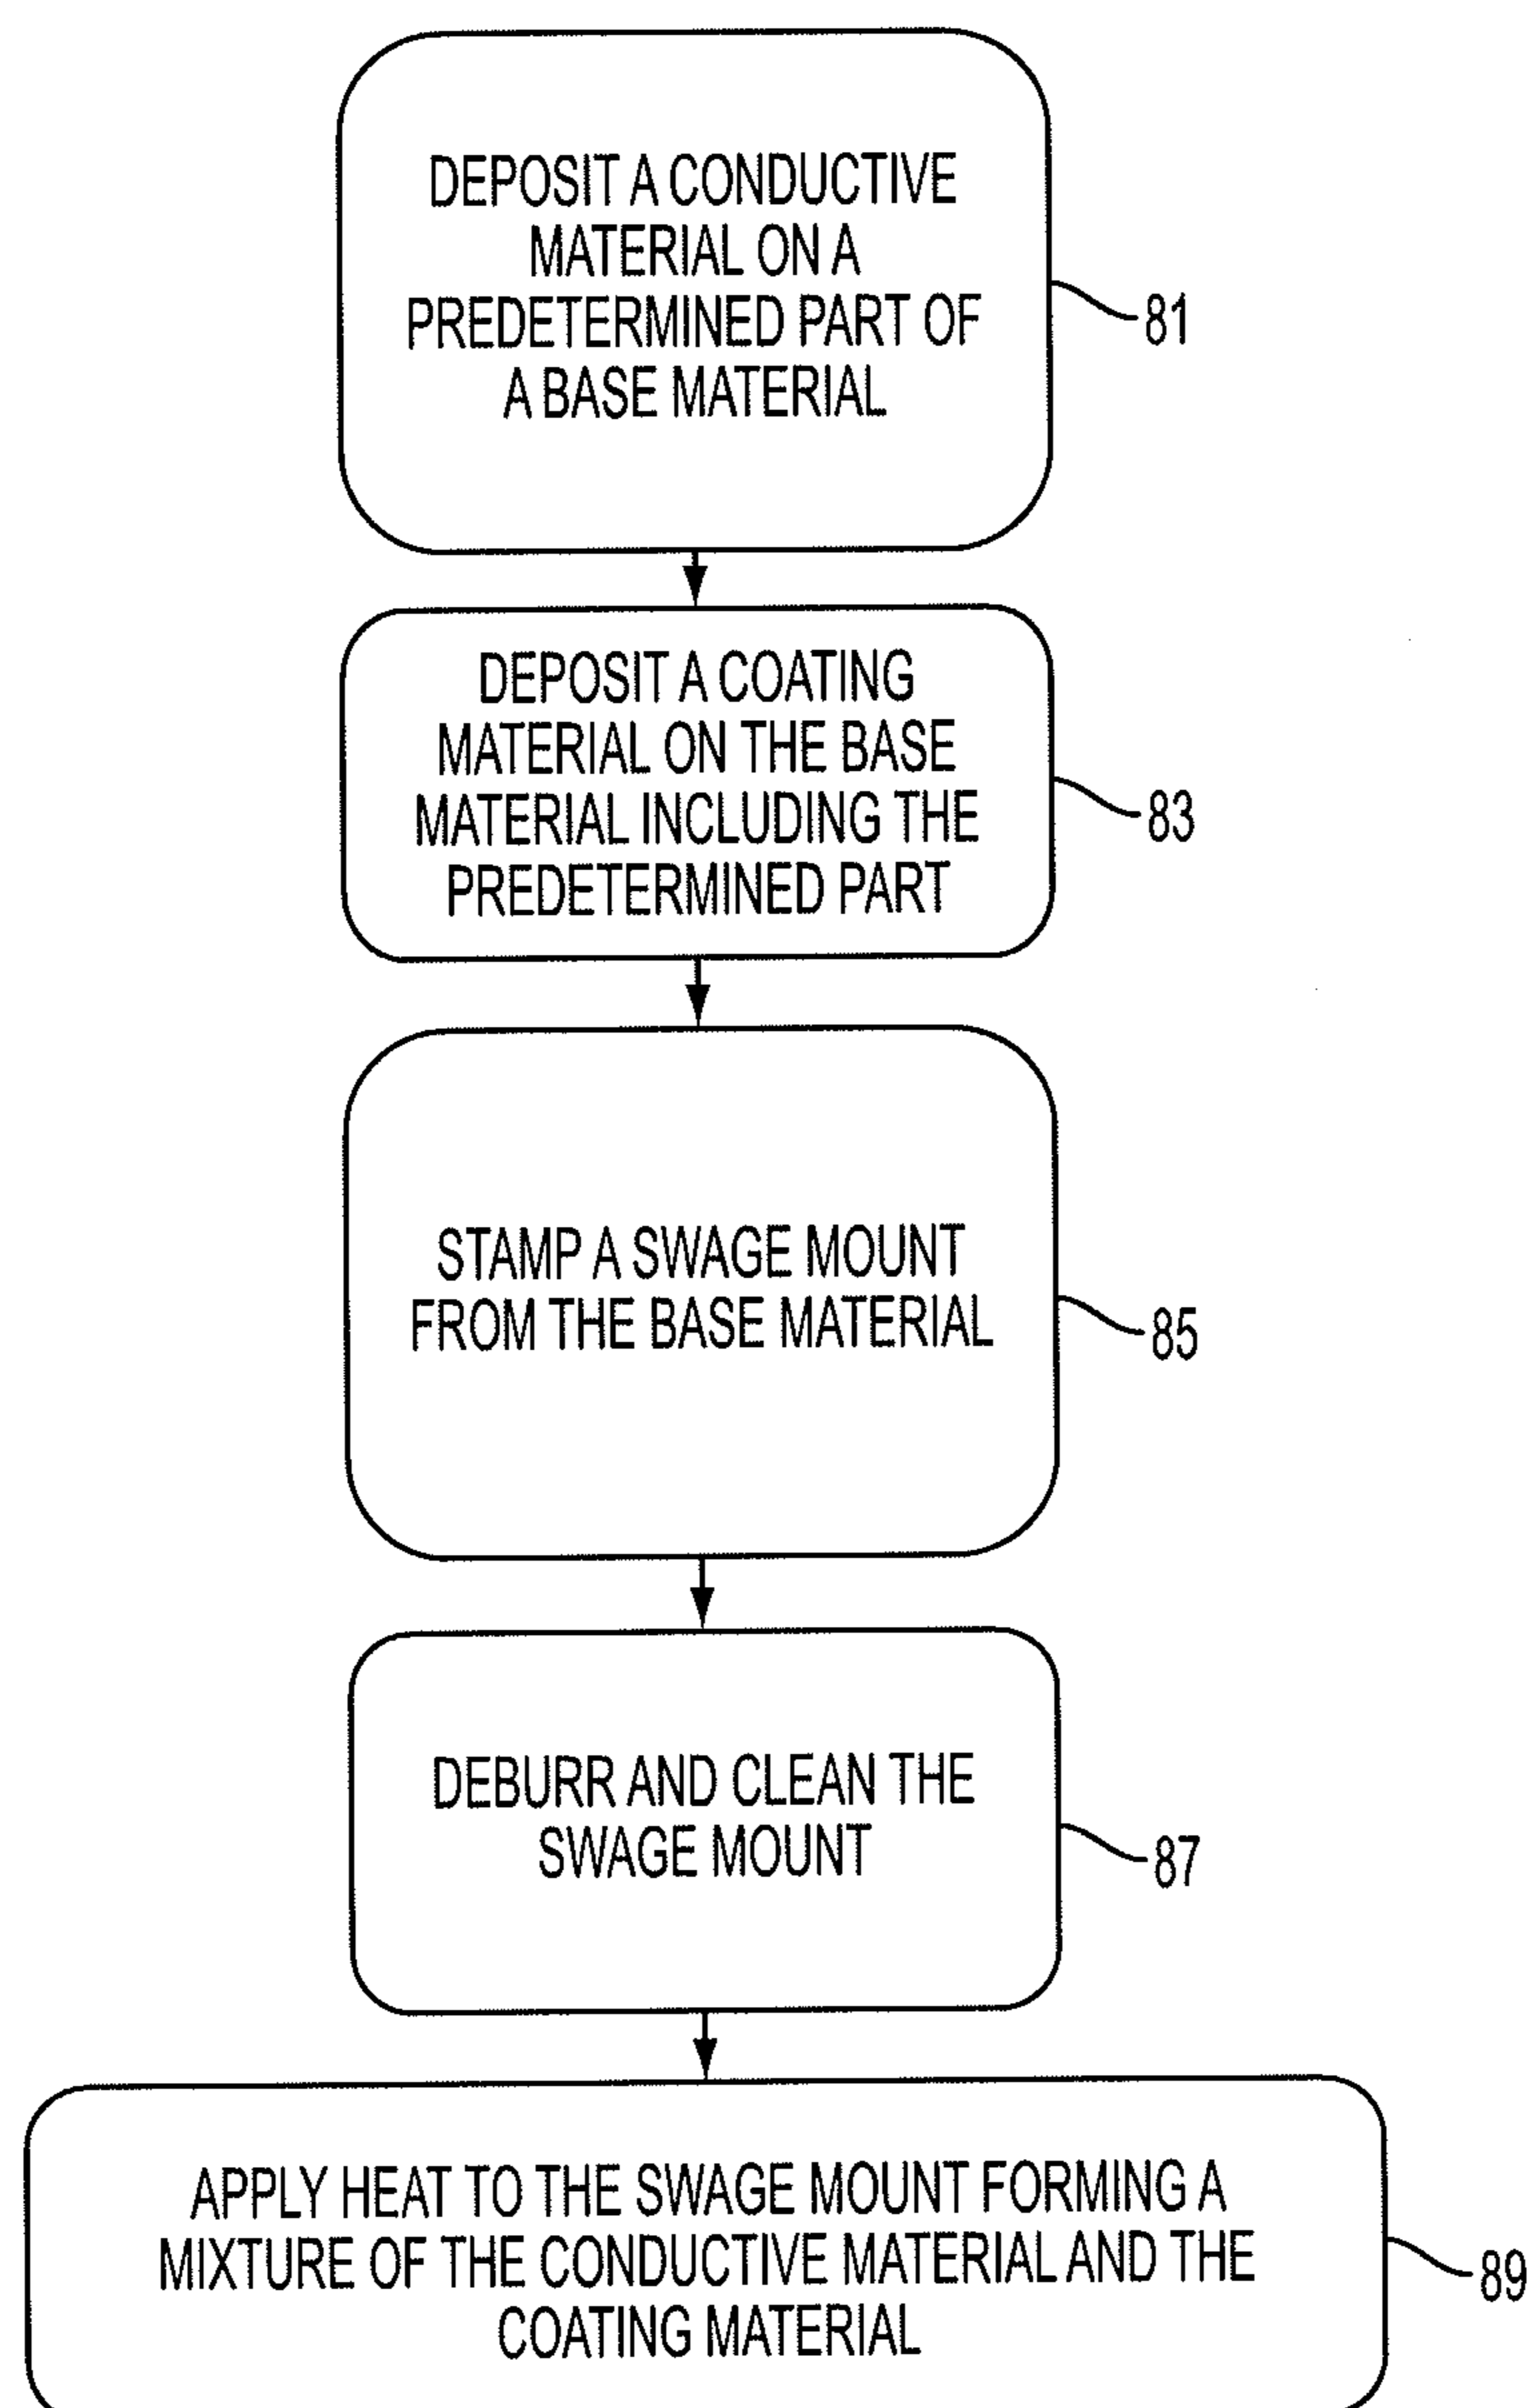 DEPOSIT A CONDUCTIVE
MATERIAL ON A
PREDETERMINED PART OF
A BASE MATERIAL
81
DEPOSIT A COATING
MATERIAL ON THE BASE
MATERIAL INCLUDING THE
PREDETERMINED PART
83
STAMP A SWAGE MOUNT
FROM THE BASE MATERIAL
85
DEBURR AND CLEAN THE
SWAGE MOUNT
87
APPLY HEAT TO THE SWAGE MOUNT FORMING A
MIXTURE OF THE CONDUCTIVE MATERIAL AND THE
COATING MATERIAL
89